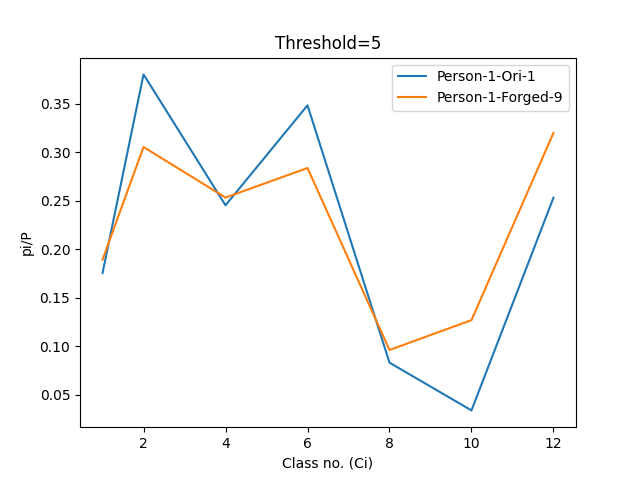 Threshold=5
Person-1-Ori-1
Person-1-Forged-9
0.35
0.30
0.25
0.20
0.15
0.10
0.05
pi/P
2 4 6 8 10 12
Class no. (Ci)